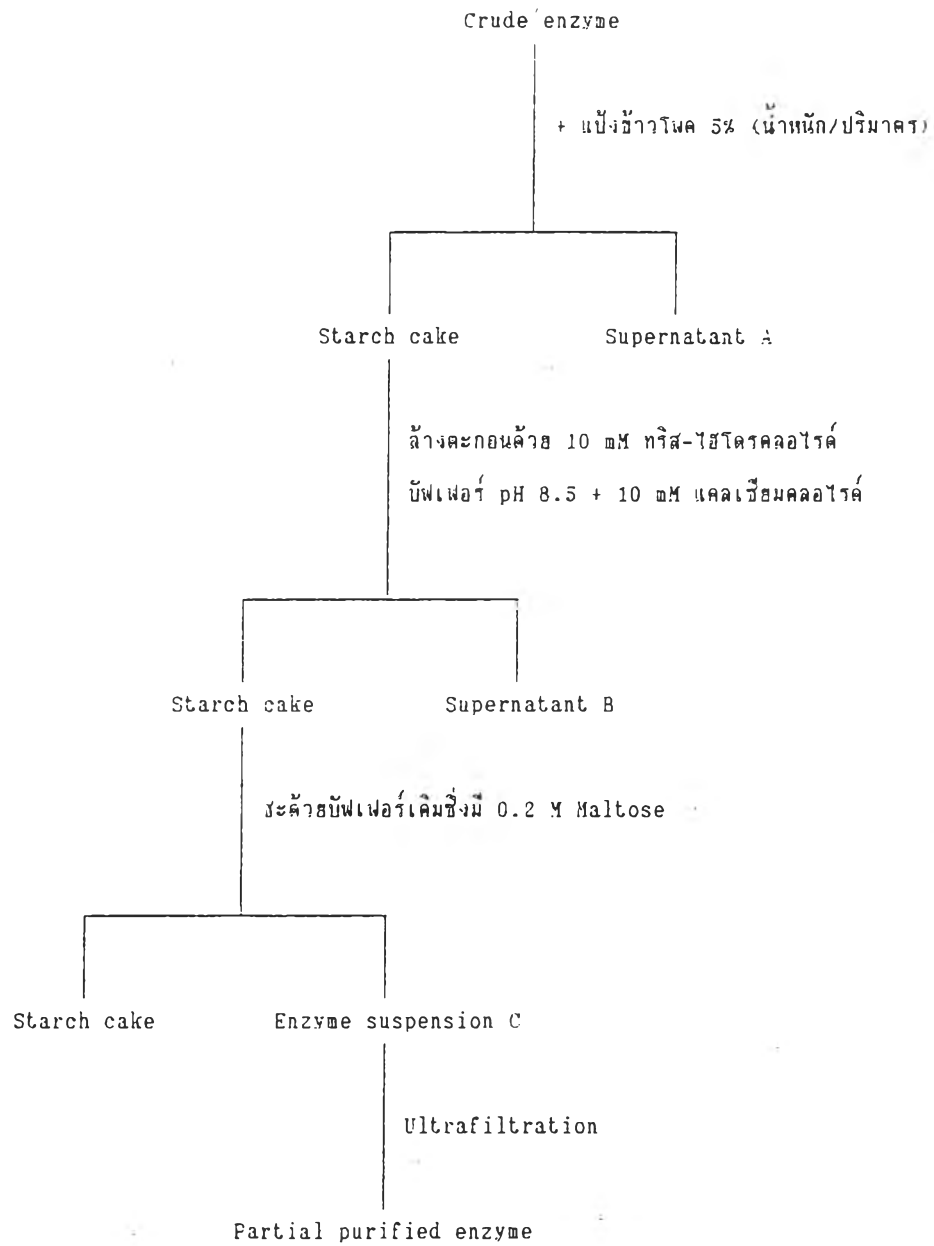 Crude enzyme
+ แป้งข้าวโพด 5% (น้ำหนัก/ปริมาตร)
Starch cake Supernatant A
ล้างตะกอนด้วย 10 mM ทริส-ไฮโดรคลอไรด์
บัฟเฟอร์ pH 8.5 + 10 mM แคลเซียมคลอไรด์
Starch cake Supernatant B
ชะด้วยบัฟเฟอร์เดิมซึ่งมี 0.2 M Maltose
Starch cake Enzyme suspension C
Ultrafiltration
Partial purified enzyme